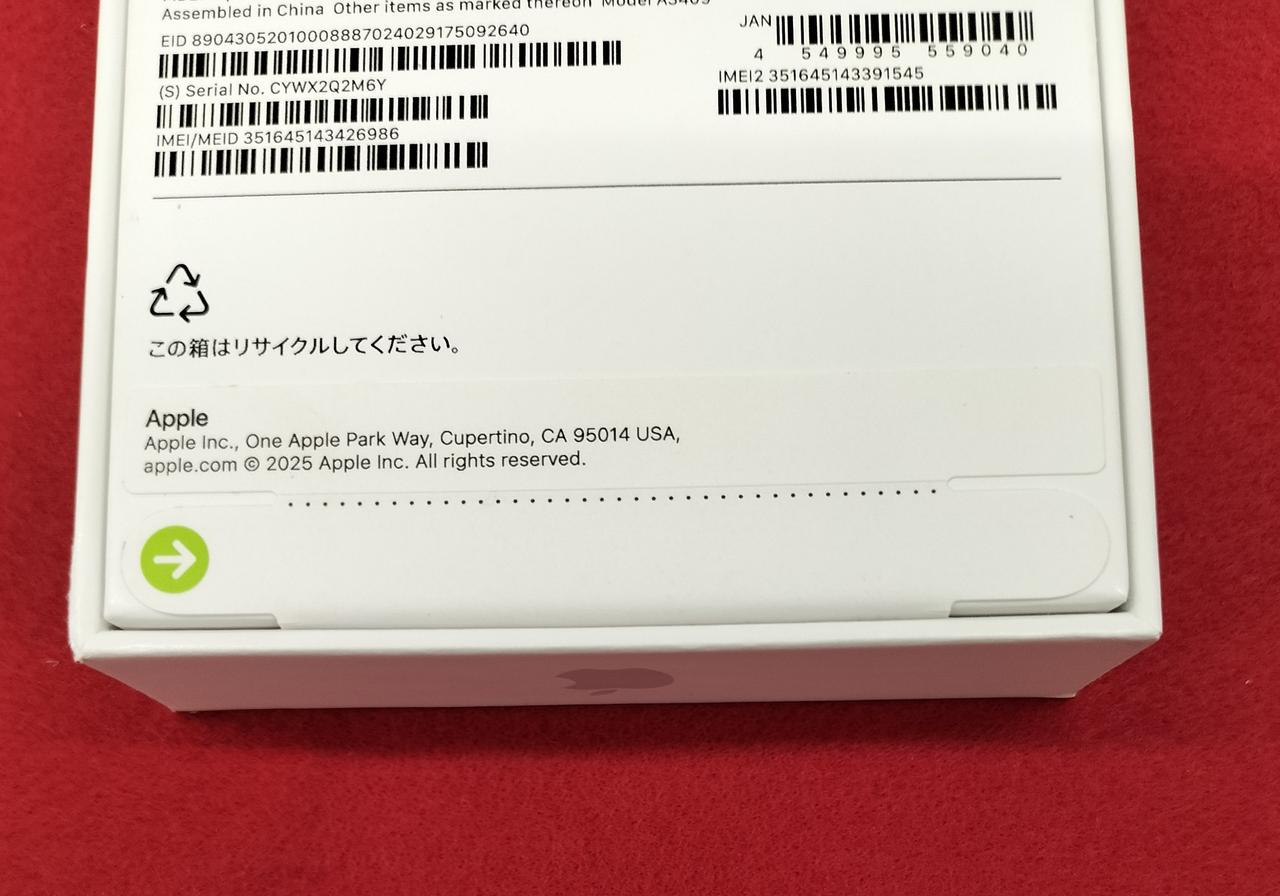 Assembled in China Other items as marked thereon Model
EID 89043052010008887024029175092640
(S) Serial No. CYWX2Q2M6Y
IMEI/MEID 351645143426986
JAN
4 549995 559040
IMEI2 351645143391545
この箱はリサイクルしてください。
Apple
Apple Inc., One Apple Park Way, Cupertino, CA 95014 USA,
apple.com © 2025 Apple Inc. All rights reserved.